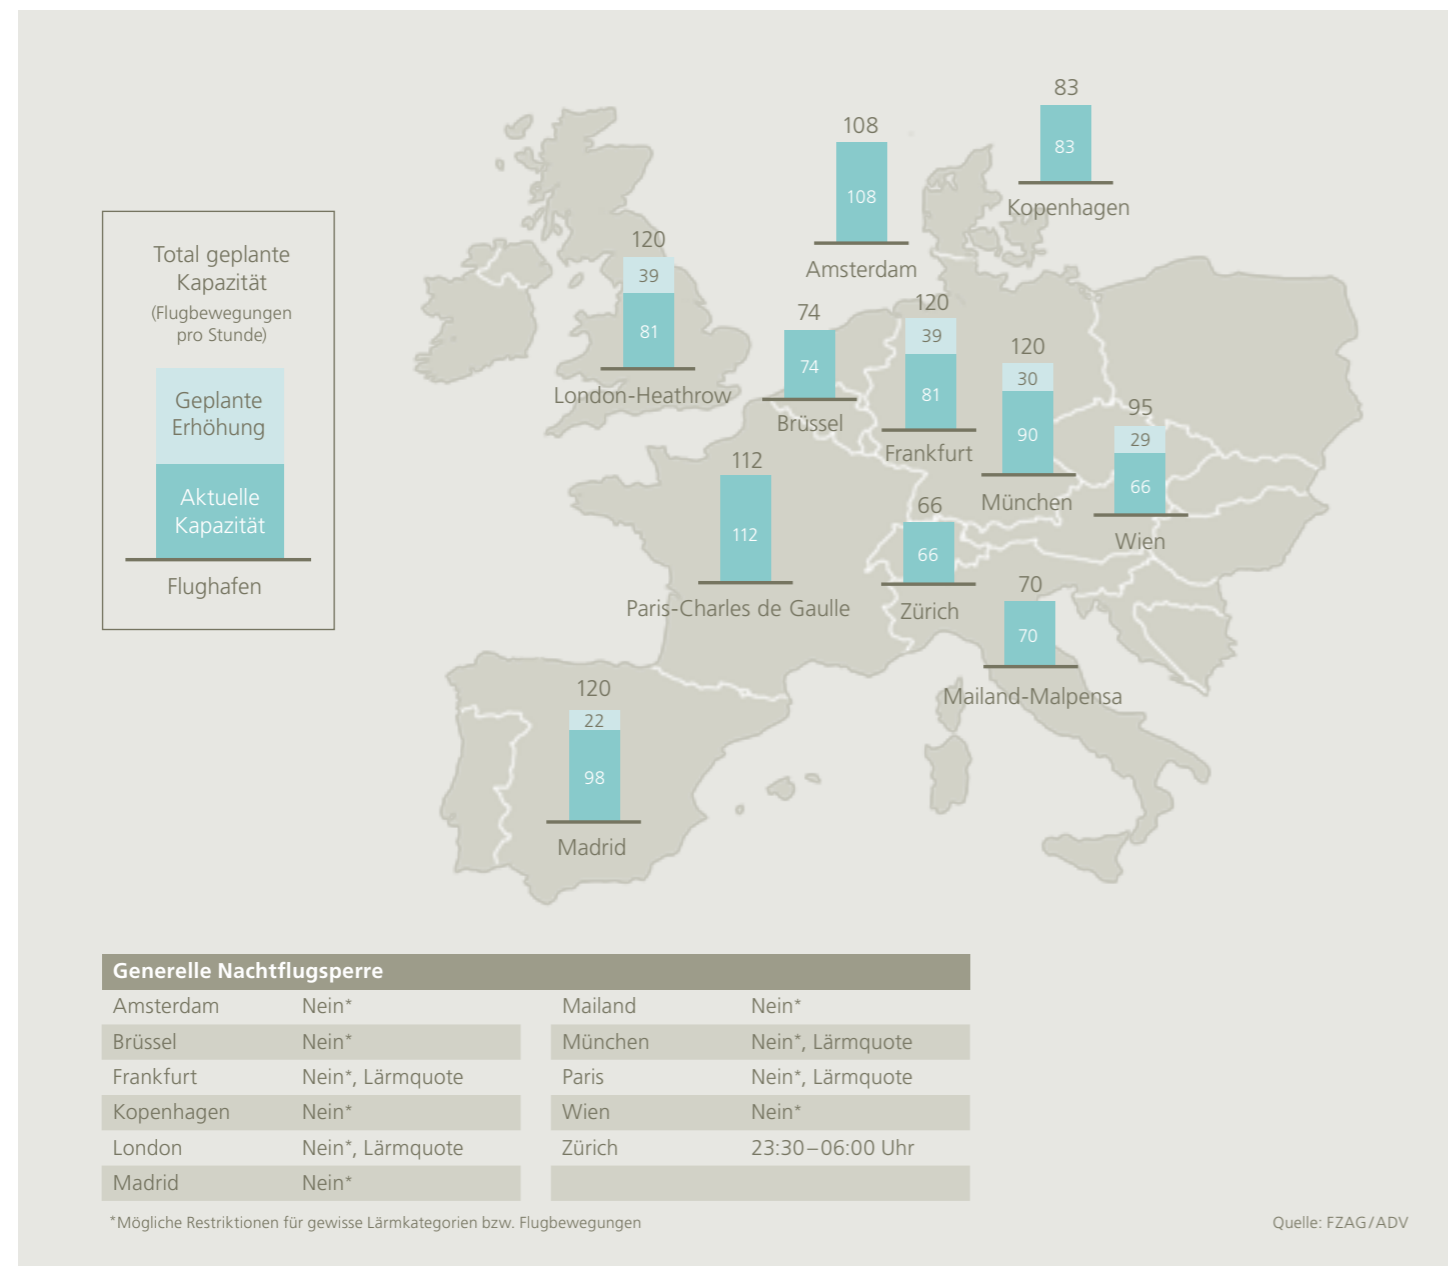 Total geplante
Kapazität
(Flugbewegungen
pro Stunde)
Geplante
Erhöhung
Aktuelle
Kapazität
Flughafen
83
83
Kopenhagen
108
108
Amsterdam
120
39
81
London-Heathrow
74
74
Brüssel
120
39
81
Frankfurt
120
30
90
München
95
29
66
Wien
112
112
Paris-Charles de Gaulle
66
66
Zürich
70
70
Mailand-Malpensa
120
22
98
Madrid
Generelle Nachtflugsperre
Amsterdam Nein* Mailand Nein*
Brüssel Nein* München Nein*, Lärmquote
Frankfurt Nein*, Lärmquote Paris Nein*, Lärmquote
Kopenhagen Nein* Wien Nein*
London Nein*, Lärmquote Zürich 23:30–06:00 Uhr
Madrid Nein*
*Mögliche Restriktionen für gewisse Lärmkategorien bzw. Flugbewegungen
Quelle: FZAG/ADV